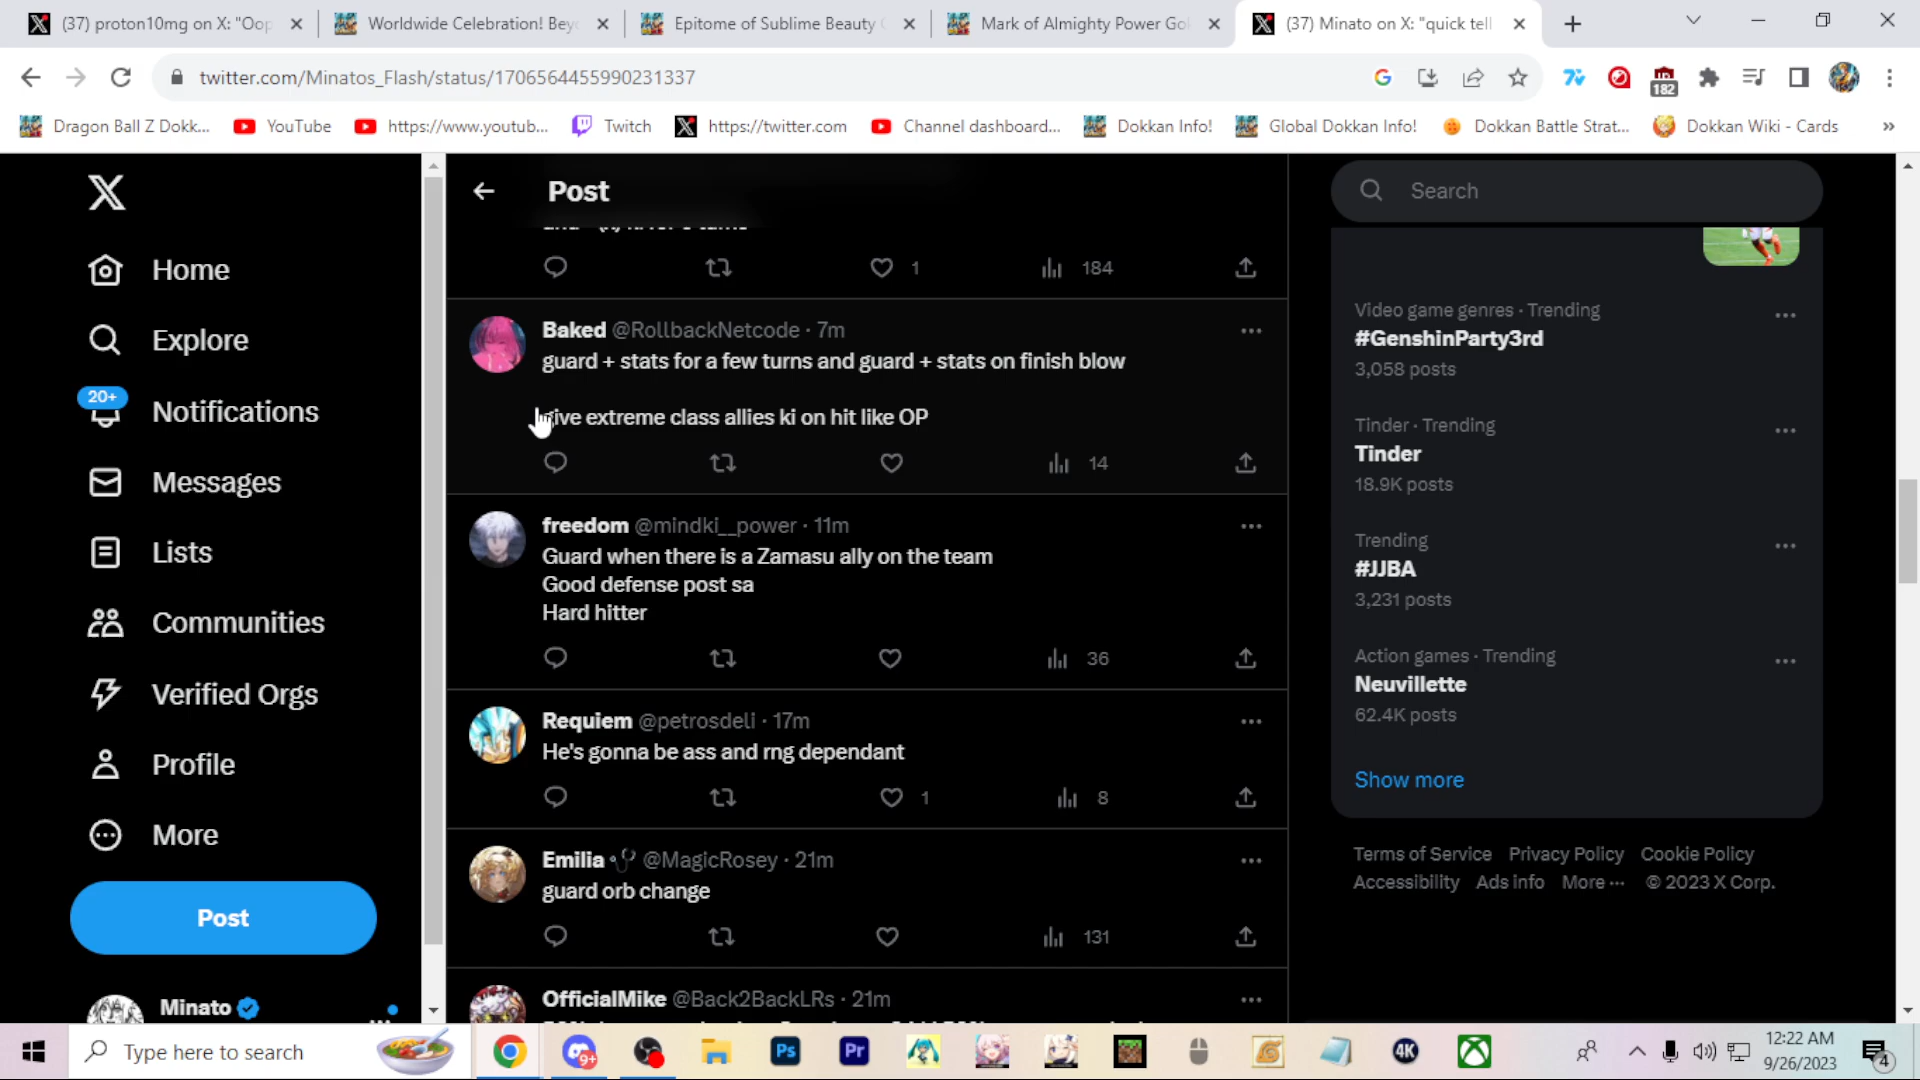 (37) proton10mg on X: "Oop
Worldwide Celebration! Bey
Epitome of Sublime Beauty
Mark of Almighty Power Go
(37) Minato on X: "quick tell
twitter.com/Minatos_Flash/status/1706564455990231337
182
Dragon Ball Z Dokk...
YouTube
https://www.youtub...
Twitch
https://twitter.com
Channel dashboard...
Dokkan Info!
Global Dokkan Info!
Dokkan Battle Strat...
Dokkan Wiki - Cards
»
X
Home
Explore
20+
Notifications
Messages
Lists
Communities
Verified Orgs
Profile
More
Post
Minato
Post
1
184
Baked @RollbackNetcode · 7m
guard + stats for a few turns and guard + stats on finish blow
ive extreme class allies ki on hit like OP
14
freedom @mindki__power · 11m
Guard when there is a Zamasu ally on the team
Good defense post sa
Hard hitter
36
Requiem @petrosdeli · 17m
He's gonna be ass and rng dependant
1
8
Emilia @MagicRosey · 21m
guard orb change
131
OfficialMike @Back2BackLRs · 21m
Search
Video game genres · Trending
#GenshinParty3rd
3,058 posts
Tinder · Trending
Tinder
18.9K posts
Trending
#JJBA
3,231 posts
Action games · Trending
Neuvillette
62.4K posts
Show more
Terms of Service Privacy Policy Cookie Policy
Accessibility Ads info More ··· © 2023 X Corp.
Type here to search
9+
Ps
Pr
4K
12:22 AM
9/26/2023
4